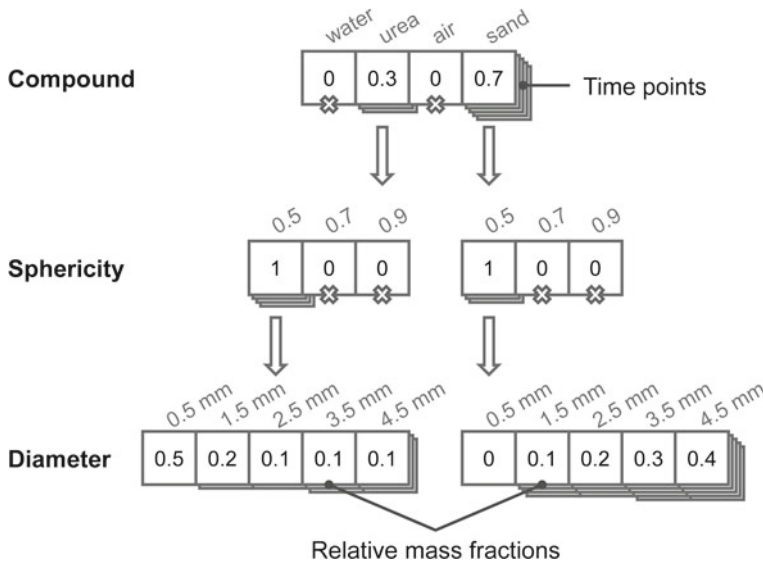 water urea air sand
Compound 0 0.3 0 0.7 Time points
0.5 0.7 0.9 0.5 0.7 0.9
Sphericity 1 0 0 1 0 0
0.5 mm 1.5 mm 2.5 mm 3.5 mm 4.5 mm 0.5 mm 1.5 mm 2.5 mm 3.5 mm 4.5 mm
Diameter 0.5 0.2 0.1 0.1 0.1 0 0.1 0.2 0.3 0.4
Relative mass fractions